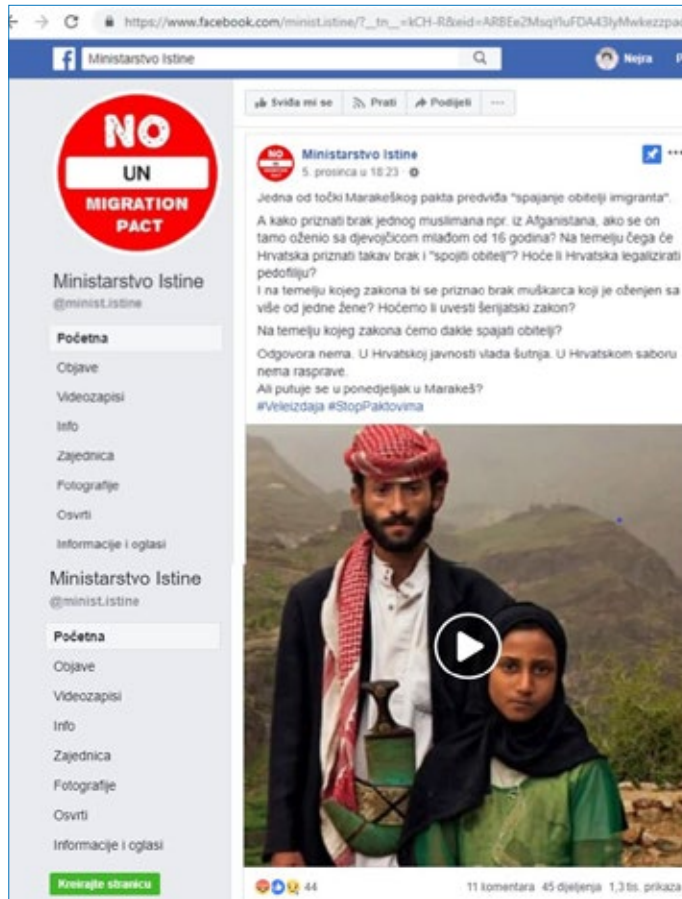 https://www.facebook.com/minist.istine/?__tn__=kCH-R&eid=
Ministarstvo Istine
Nejra
NO
UN
MIGRATION
PACT
Ministarstvo Istine
@minist.istine
Početna
Objave
Videozapisi
Info
Zajednica
Fotografije
Osvrti
Informacije i oglasi
Ministarstvo Istine
@minist.istine
Početna
Objave
Videozapisi
Info
Zajednica
Fotografije
Osvrti
Informacije i oglasi
Kreirajte stranicu
Sviđa mi se Prati Podijeli ...
Ministarstvo Istine
5. prosinca u 18:23
Jedna od točki Marakeškog pakta predviđa "spajanje obitelji imigranta".
A kako priznati brak jednog muslimana npr. iz Afganistana, ako se on
tamo oženio sa djevojčicom mlađom od 16 godina? Na temelju čega će
Hrvatska priznati takav brak i "spojiti obitelj"? Hoće li Hrvatska legalizirati
pedofiliju?
I na temelju kojeg zakona bi se priznao brak muškarca koji je oženjen sa
više od jedne žene? Hoćemo li uvesti šerijatski zakon?
Na temelju kojeg zakona ćemo dakle spajati obitelji?
Odgovora nema. U Hrvatskoj javnosti vlada šutnja. U Hrvatskom saboru
nema rasprave.
Ali putuje se u ponedjeljak u Marakeš?
#Veleizdaja #StopPaktovima
44
11 komentara 45 dijeljenja 1,3 tis. prikaza